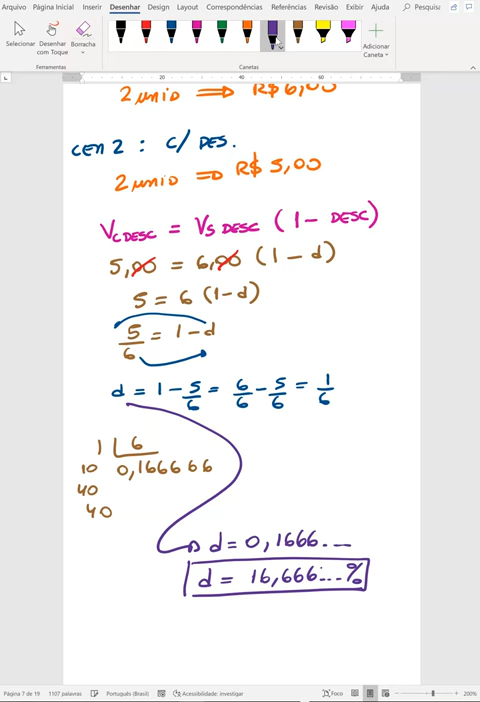 Arquivo Página Inicial Inserir Desenhar Design Layout Correspondências Referências Revisão Exibir Ajuda Pesquisa
Selecionar
Desenhar com Toque
Borracha
Adicionar Caneta
Ferramentas
Canetas
20 20 40 60
2 UNID ⇒ R$ 6,00
CEN 2 : C/ DES.
2 UNID ⇒ R$ 5,00
VC DESC = VS DESC (1 - DESC)
5,00 = 6,00 (1 - d)
5 = 6 (1-d)
5/6 = 1 - d
d = 1 - 5/6 = 6/6 - 5/6 = 1/6
1 6
10 0,166666
40
40
d = 0,1666...
d = 16,666...%
Página 7 de 19 1107 palavras Português (Brasil) Acessibilidade: investigar Foco 200%